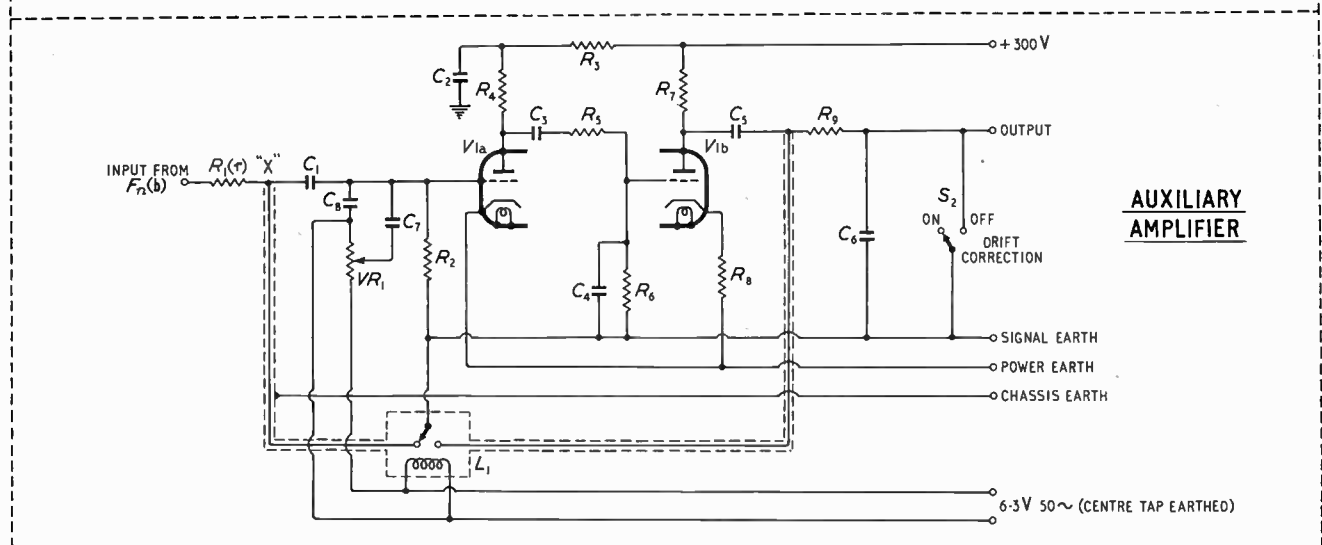 +300V
R3
C2
R4
R7
C3
R5
C5
R9
OUTPUT
V1a
V1b
INPUT FROM
Fn(b)
R1(r)
"X"
C1
C8
C7
R2
VR1
C4
R6
R8
C6
S2
ON
OFF
DRIFT
CORRECTION
AUXILIARY
AMPLIFIER
SIGNAL EARTH
POWER EARTH
CHASSIS EARTH
L1
6·3V 50~ (CENTRE TAP EARTHED)